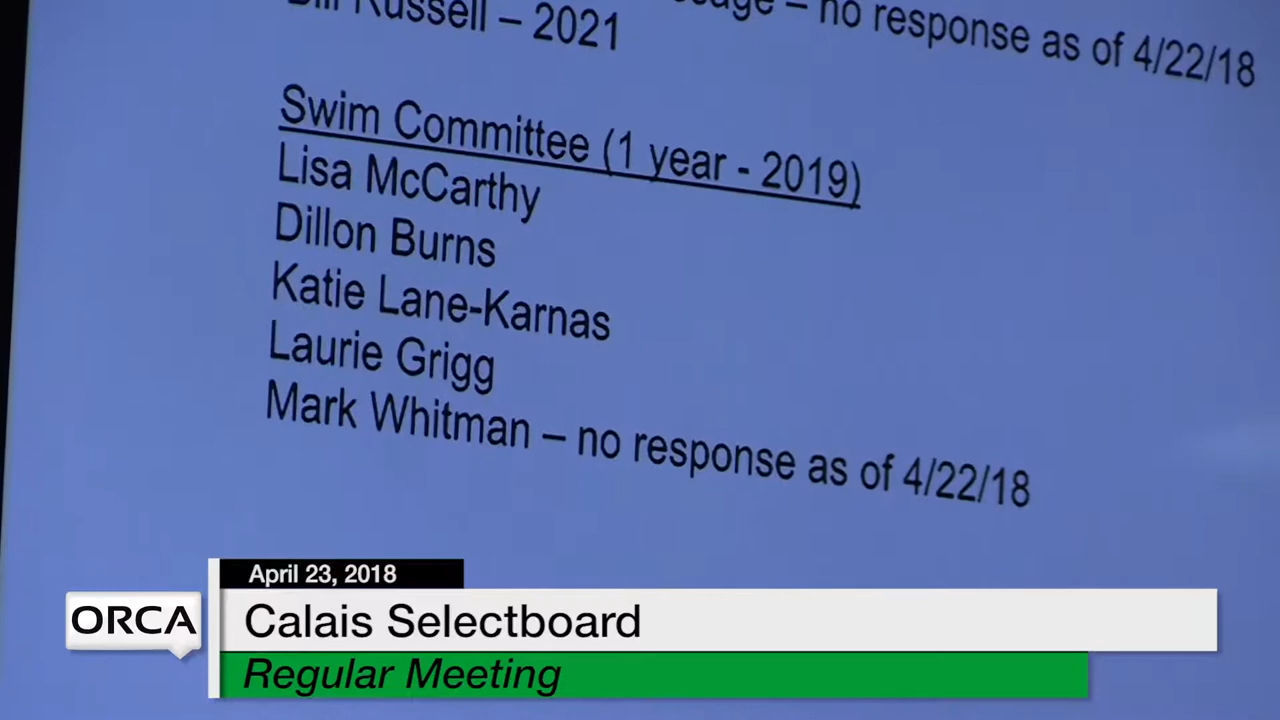 – no response as of 4/22/18
Bill Russell – 2021
Swim Committee (1 year - 2019)
Lisa McCarthy
Dillon Burns
Katie Lane-Karnas
Laurie Grigg
Mark Whitman – no response as of 4/22/18
April 23, 2018
ORCA
Calais Selectboard
Regular Meeting